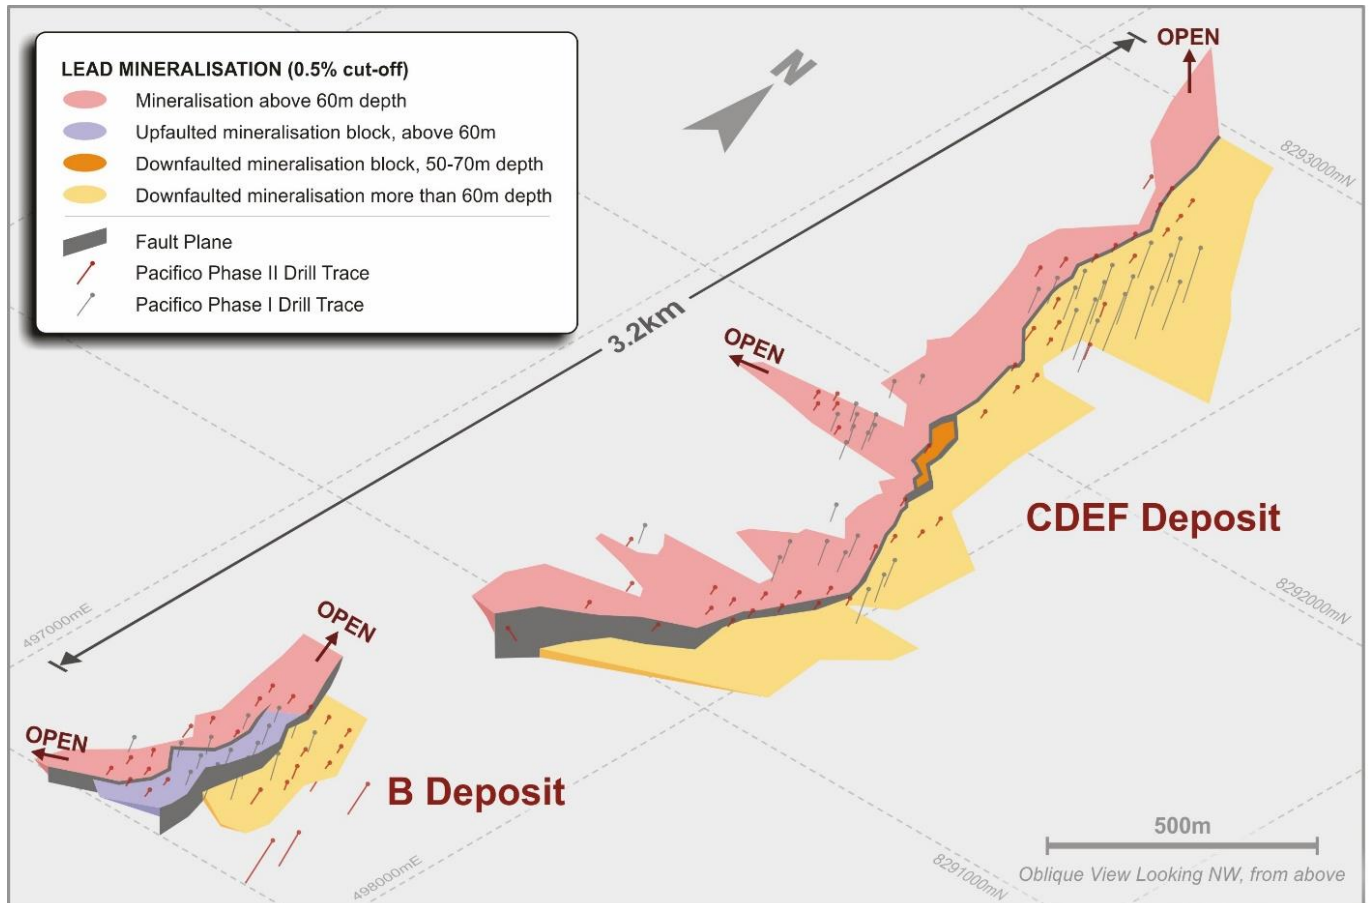 LEAD MINERALISATION (0.5% cut-off)
Mineralisation above 60m depth
Upfaulted mineralisation block, above 60m
Downfaulted mineralisation block, 50-70m depth
Downfaulted mineralisation more than 60m depth
Fault Plane
Pacifico Phase II Drill Trace
Pacifico Phase I Drill Trace
N
OPEN
8293000mN
3.2km
OPEN
CDEF Deposit
8292000mN
497000mE
OPEN
OPEN
B Deposit
500m
Oblique View Looking NW, from above
498000mE
8291000mN